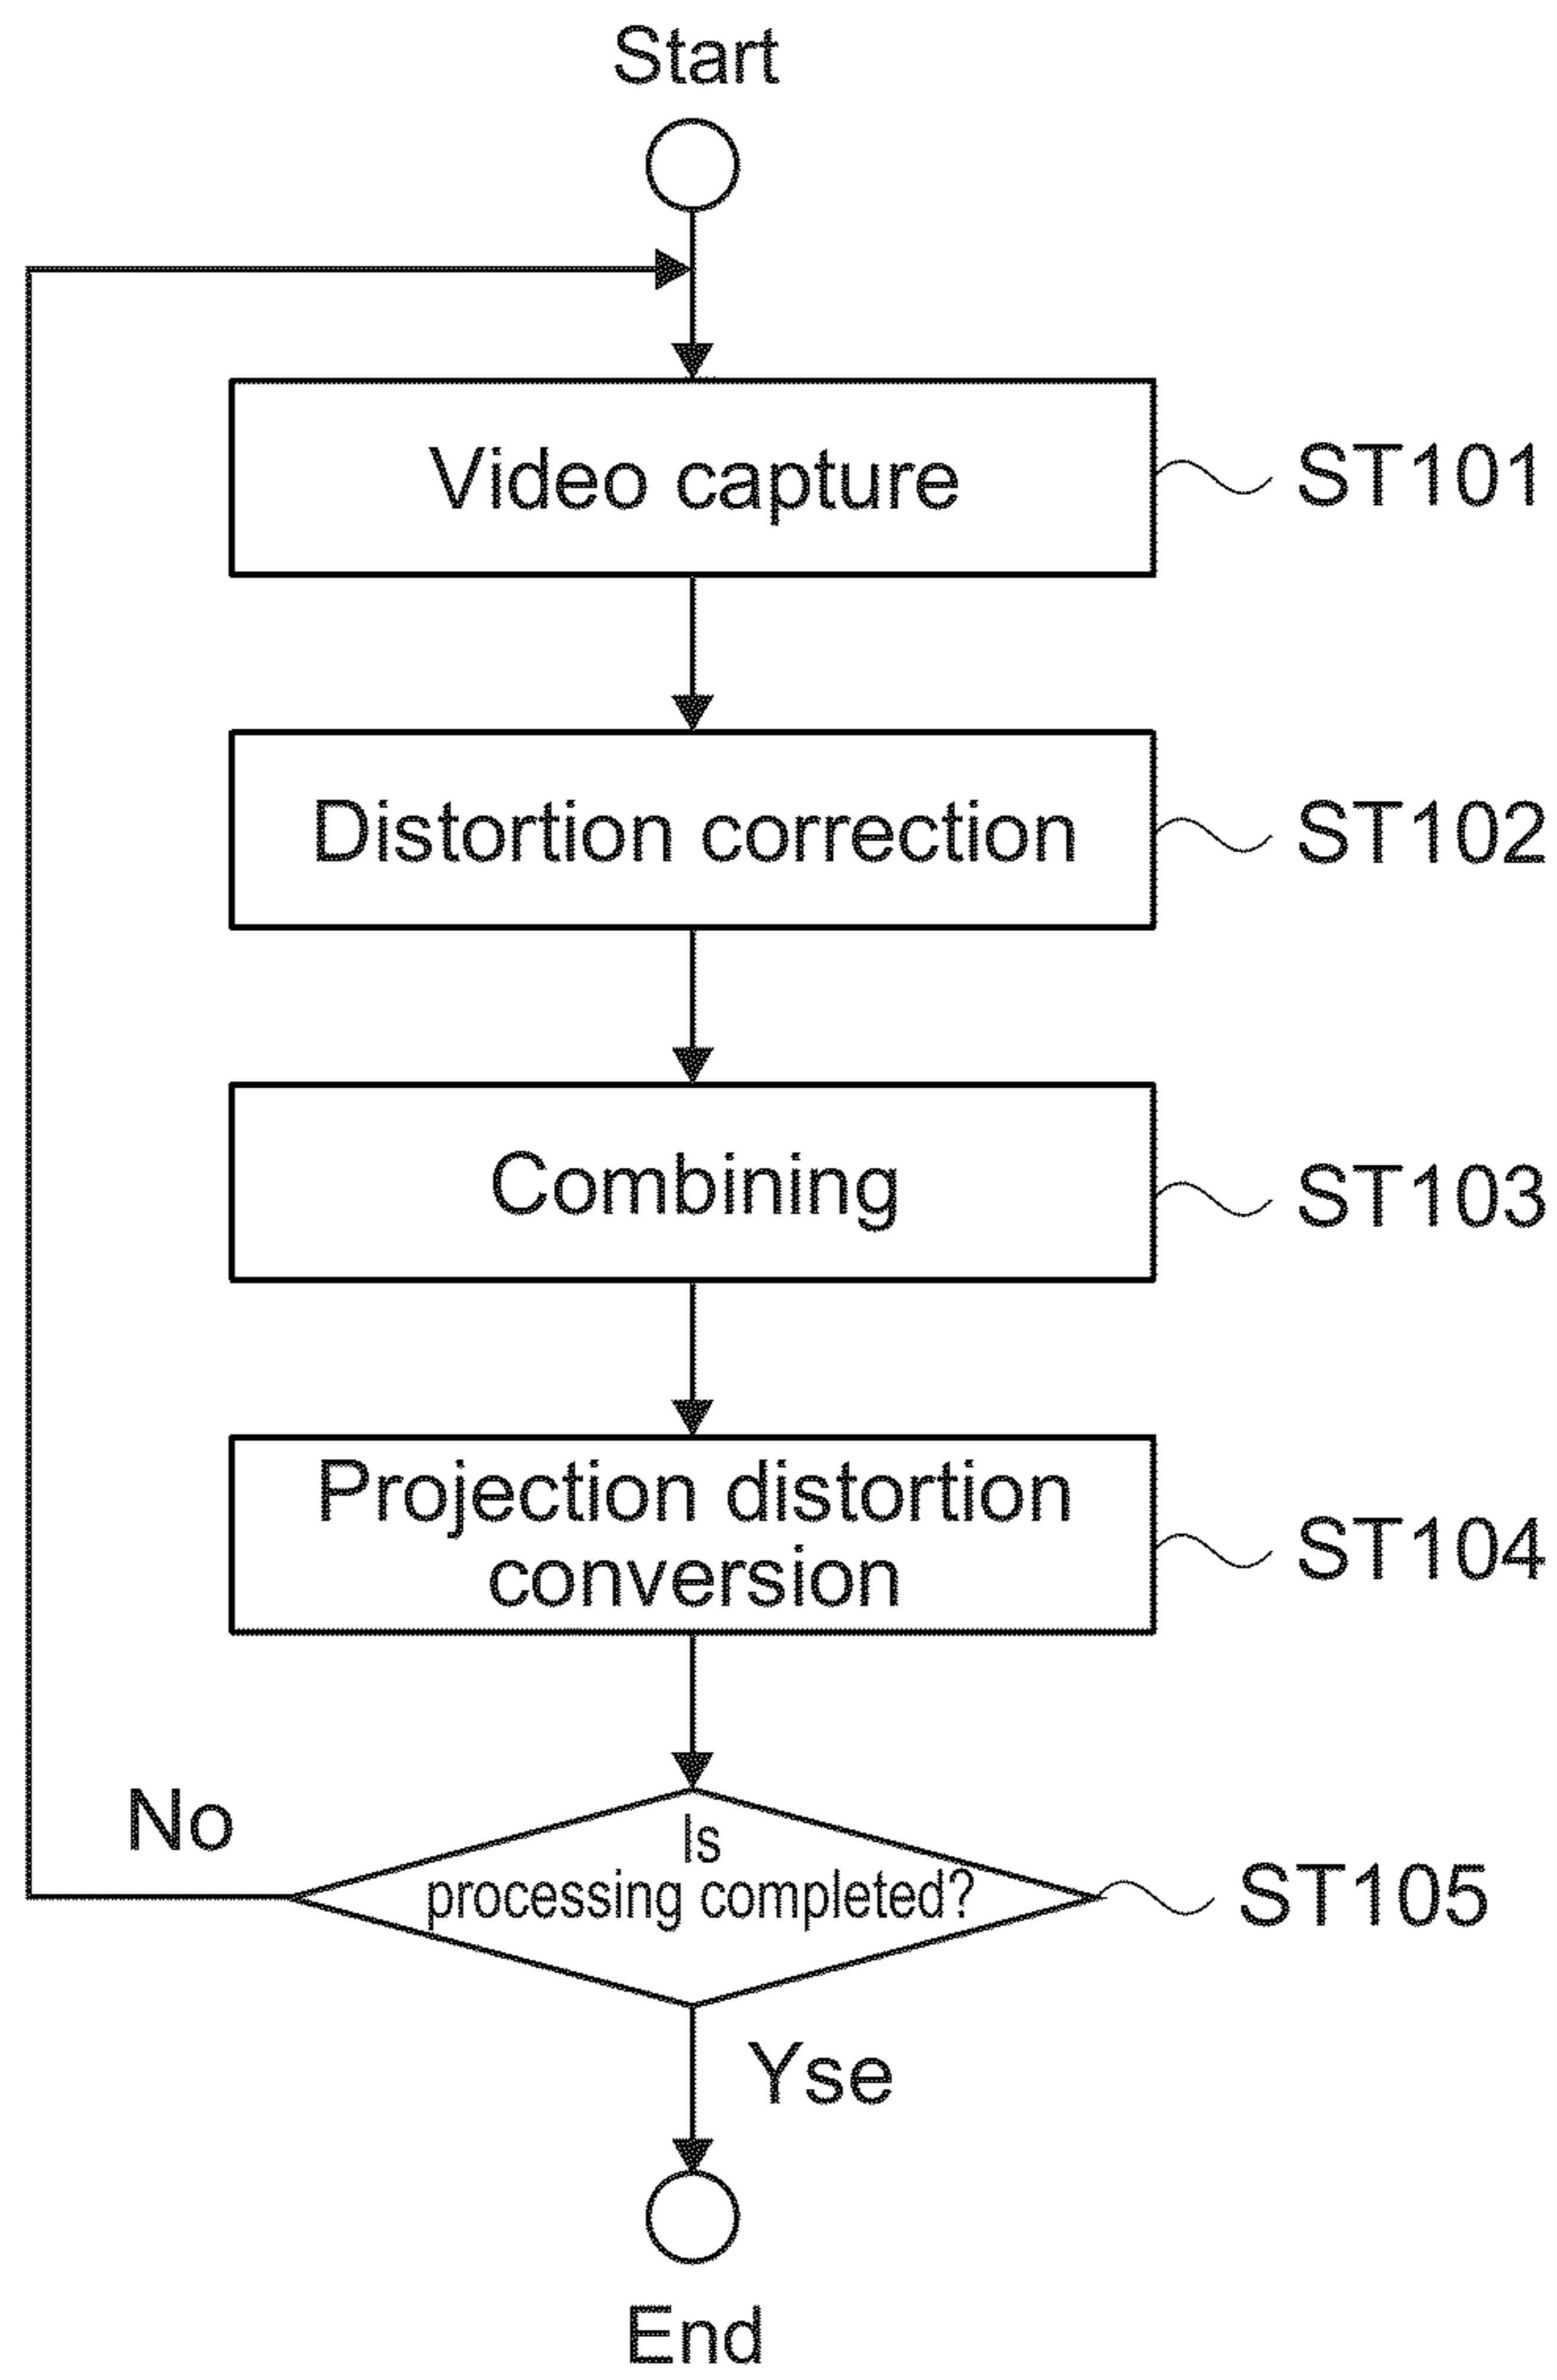 Start
Video capture
ST101
Distortion correction
ST102
Combining
ST103
Projection distortion
conversion
ST104
No
Is
processing completed?
ST105
Yse
End